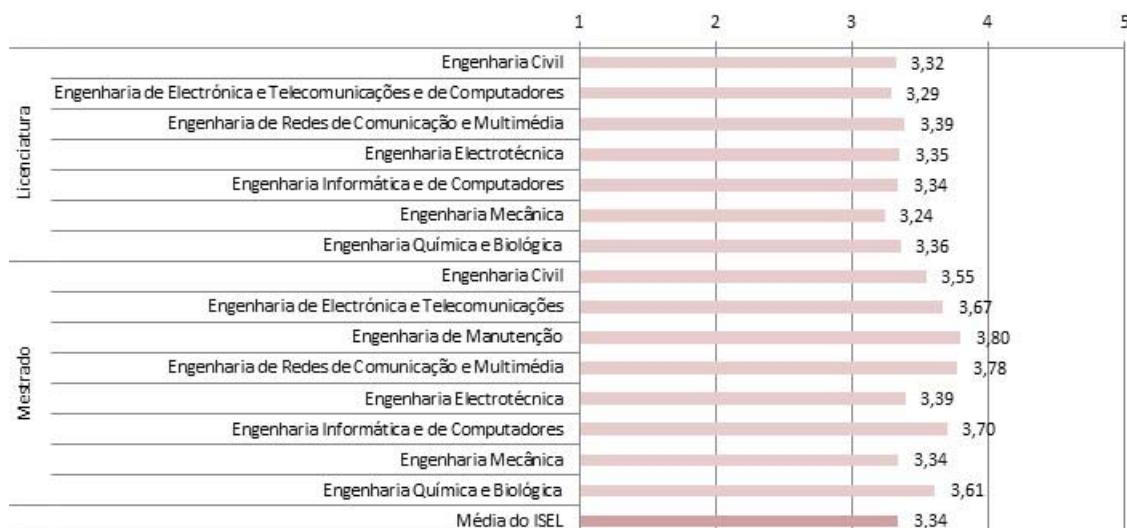 1 2 3 4 5
Licenciatura
Engenharia Civil 3,32
Engenharia de Electrónica e Telecomunicações e de Computadores 3,29
Engenharia de Redes de Comunicação e Multimédia 3,39
Engenharia Electrotécnica 3,35
Engenharia Informática e de Computadores 3,34
Engenharia Mecânica 3,24
Engenharia Química e Biológica 3,36
Mestrado
Engenharia Civil 3,55
Engenharia de Electrónica e Telecomunicações 3,67
Engenharia de Manutenção 3,80
Engenharia de Redes de Comunicação e Multimédia 3,78
Engenharia Electrotécnica 3,39
Engenharia Informática e de Computadores 3,70
Engenharia Mecânica 3,34
Engenharia Química e Biológica 3,61
Média do ISEL 3,34